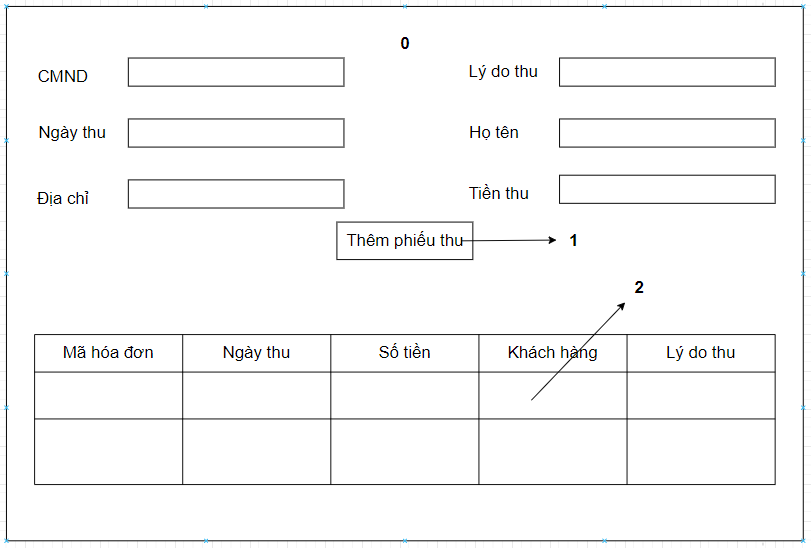 0
CMND
Lý do thu
Ngày thu
Họ tên
Địa chỉ
Tiền thu
Thêm phiếu thu
1
2
Mã hóa đơn
Ngày thu
Số tiền
Khách hàng
Lý do thu